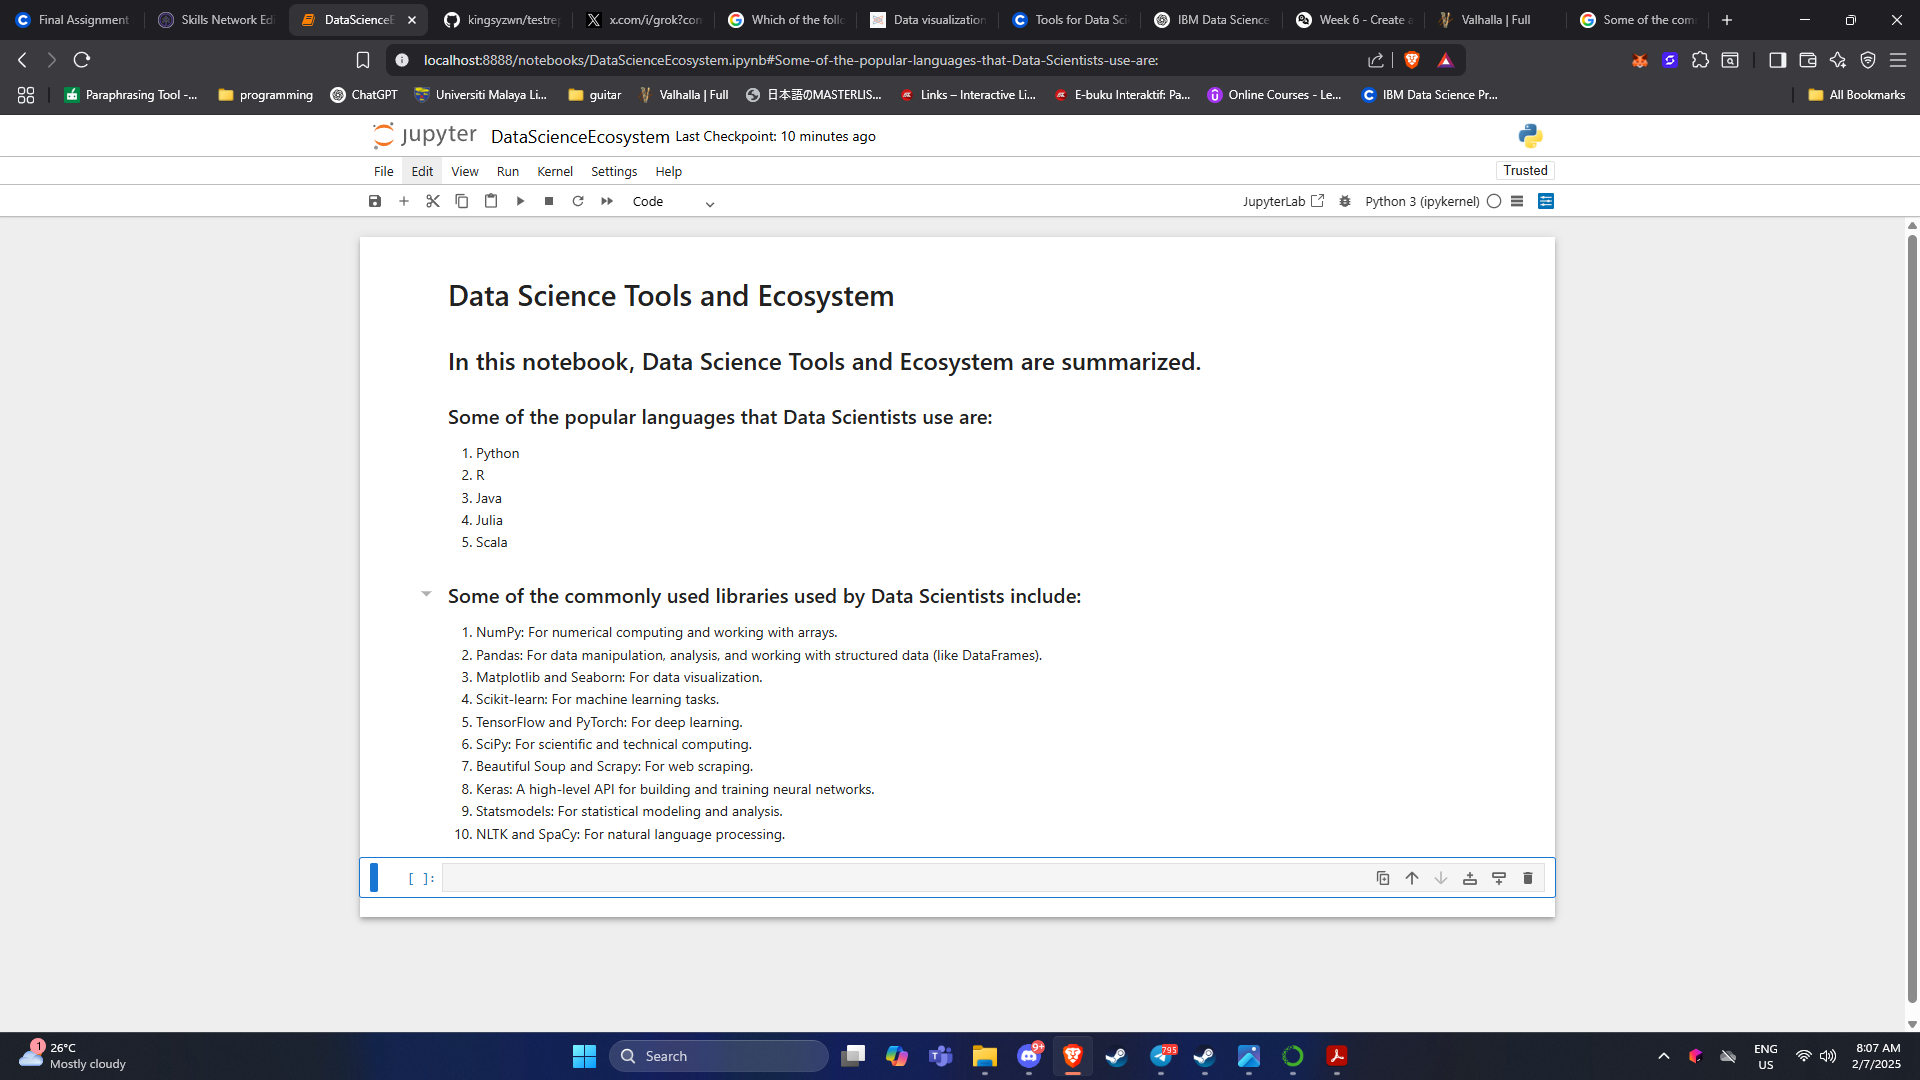 Final Assignment
Skills Network Edi
DataScienceE
kingsyzwn/testrep
x.com/i/grok?con
Which of the follo
Data visualization
Tools for Data Sci
IBM Data Science
Week 6 - Create a
Valhalla | Full
Some of the com
localhost:8888/notebooks/DataScienceEcosystem.ipynb#Some-of-the-popular-languages-that-Data-Scientists-use-are:
Paraphrasing Tool -...
programming
ChatGPT
Universiti Malaya Li...
guitar
Valhalla | Full
日本語のMASTERLIS...
Links – Interactive Li...
E-buku Interaktif: Pa...
Online Courses - Le...
IBM Data Science Pr...
All Bookmarks
jupyter DataScienceEcosystem Last Checkpoint: 10 minutes ago
File Edit View Run Kernel Settings Help
Trusted
Code
JupyterLab
Python 3 (ipykernel)
Data Science Tools and Ecosystem
In this notebook, Data Science Tools and Ecosystem are summarized.
Some of the popular languages that Data Scientists use are:
1. Python
2. R
3. Java
4. Julia
5. Scala
Some of the commonly used libraries used by Data Scientists include:
1. NumPy: For numerical computing and working with arrays.
2. Pandas: For data manipulation, analysis, and working with structured data (like DataFrames).
3. Matplotlib and Seaborn: For data visualization.
4. Scikit-learn: For machine learning tasks.
5. TensorFlow and PyTorch: For deep learning.
6. SciPy: For scientific and technical computing.
7. Beautiful Soup and Scrapy: For web scraping.
8. Keras: A high-level API for building and training neural networks.
9. Statsmodels: For statistical modeling and analysis.
10. NLTK and SpaCy: For natural language processing.
[ ]:
1
26°C
Mostly cloudy
Search
9+
795
ENG
US
8:07 AM
2/7/2025